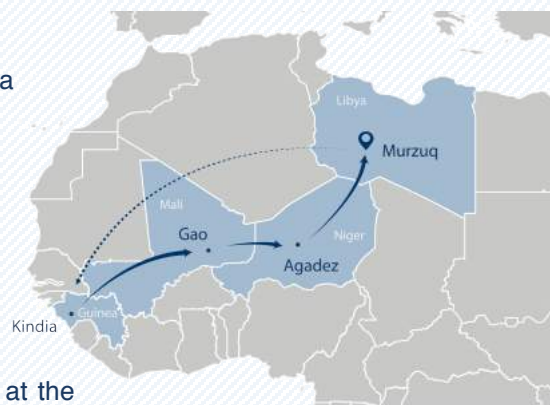 a
Libya
Murzuq
Mali
Gao
Niger
Agadez
Guinea
Kindia
at the